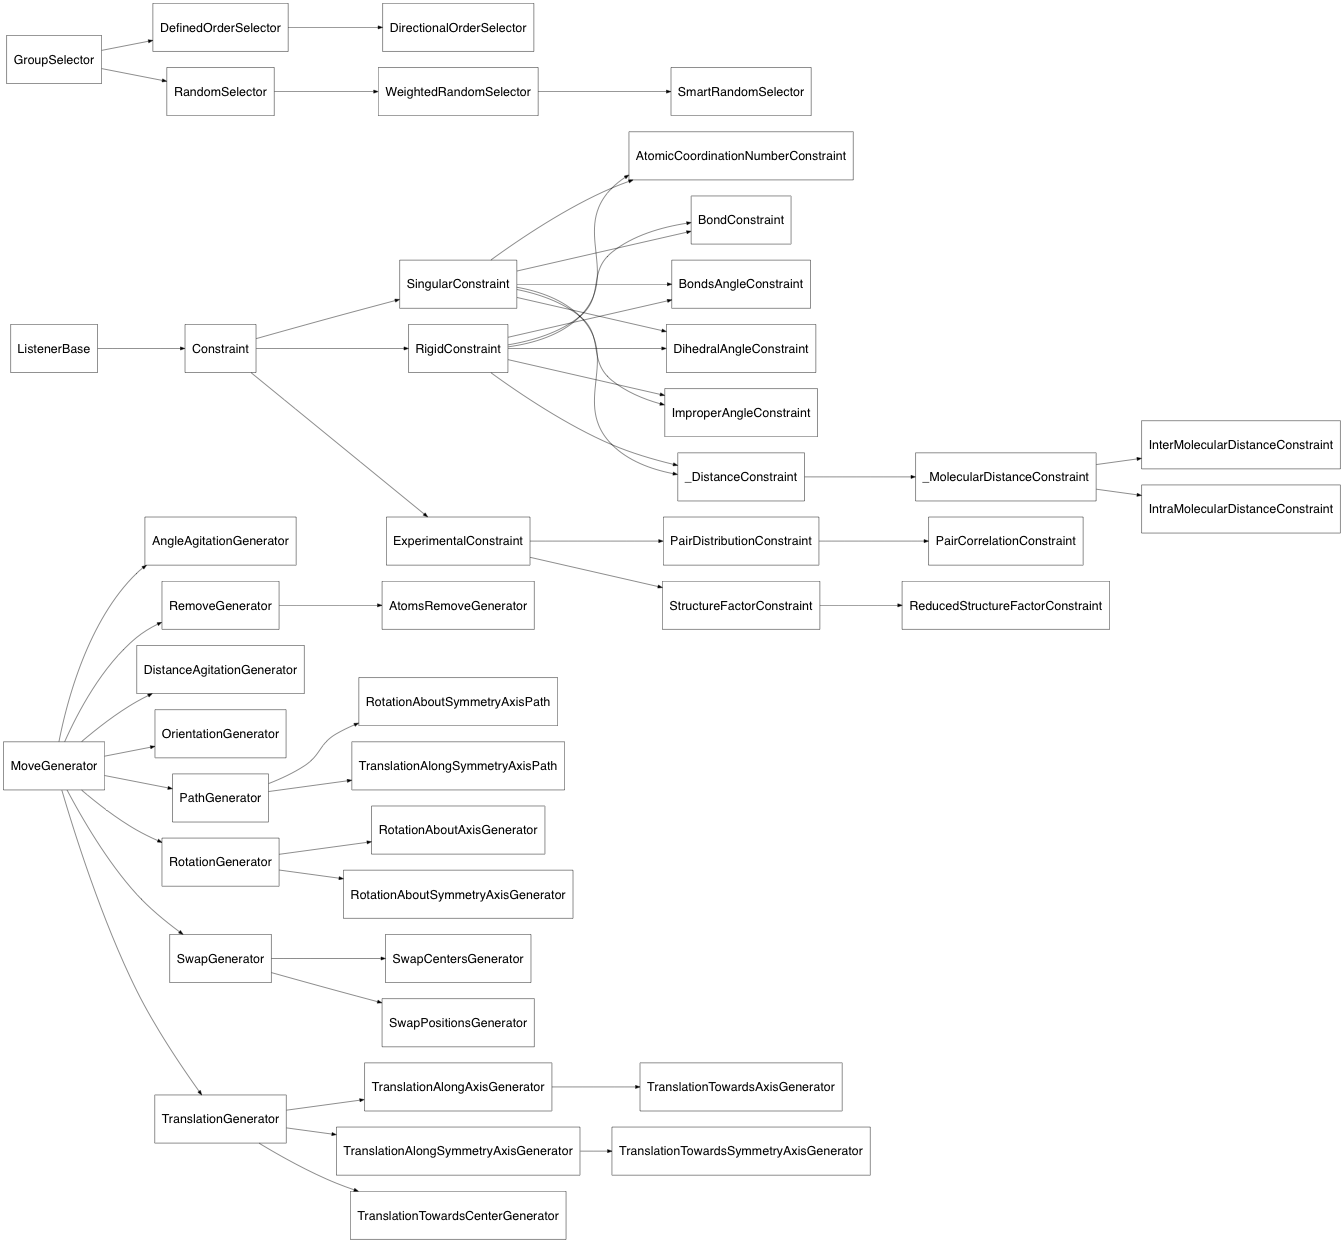 DefinedOrderSelector
DirectionalOrderSelector
GroupSelector
RandomSelector
WeightedRandomSelector
SmartRandomSelector
AtomicCoordinationNumberConstraint
BondConstraint
SingularConstraint
BondsAngleConstraint
ListenerBase
Constraint
RigidConstraint
DihedralAngleConstraint
ImproperAngleConstraint
InterMolecularDistanceConstraint
_DistanceConstraint
_MolecularDistanceConstraint
IntraMolecularDistanceConstraint
AngleAgitationGenerator
ExperimentalConstraint
PairDistributionConstraint
PairCorrelationConstraint
RemoveGenerator
AtomsRemoveGenerator
StructureFactorConstraint
ReducedStructureFactorConstraint
DistanceAgitationGenerator
RotationAboutSymmetryAxisPath
OrientationGenerator
MoveGenerator
TranslationAlongSymmetryAxisPath
PathGenerator
RotationAboutAxisGenerator
RotationGenerator
RotationAboutSymmetryAxisGenerator
SwapGenerator
SwapCentersGenerator
SwapPositionsGenerator
TranslationAlongAxisGenerator
TranslationTowardsAxisGenerator
TranslationGenerator
TranslationAlongSymmetryAxisGenerator
TranslationTowardsSymmetryAxisGenerator
TranslationTowardsCenterGenerator